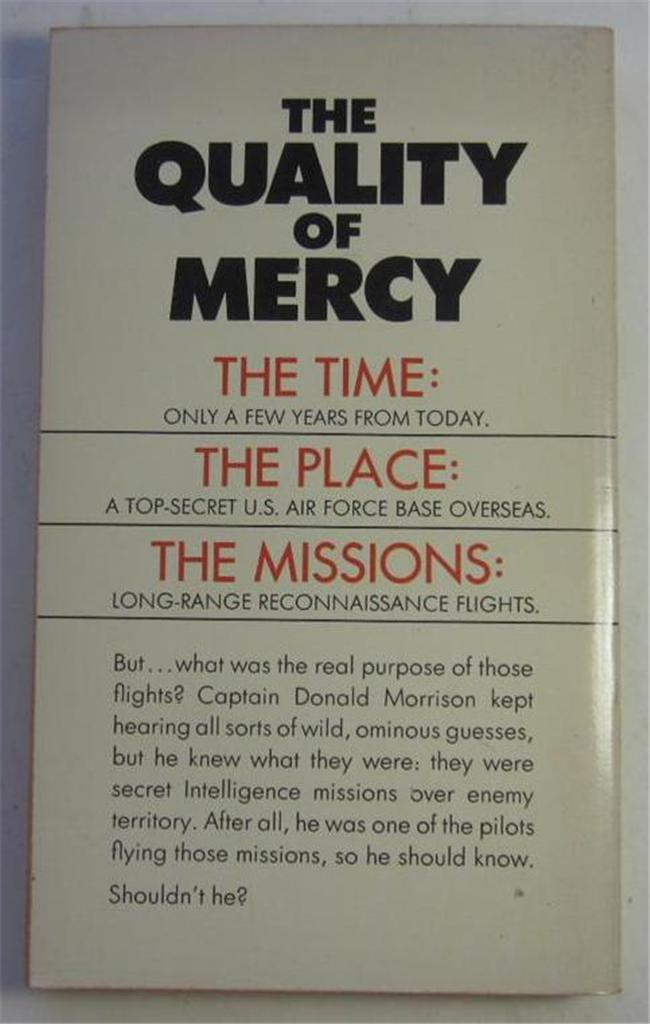 THE
QUALITY
OF
MERCY
THE TIME:
ONLY A FEW YEARS FROM TODAY.
THE PLACE:
A TOP-SECRET U.S. AIR FORCE BASE OVERSEAS.
THE MISSIONS:
LONG-RANGE RECONNAISSANCE FLIGHTS.
But...what was the real purpose of those
flights? Captain Donald Morrison kept
hearing all sorts of wild, ominous guesses,
but he knew what they were: they were
secret Intelligence missions over enemy
territory. After all, he was one of the pilots
flying those missions, so he should know.
Shouldn't he?